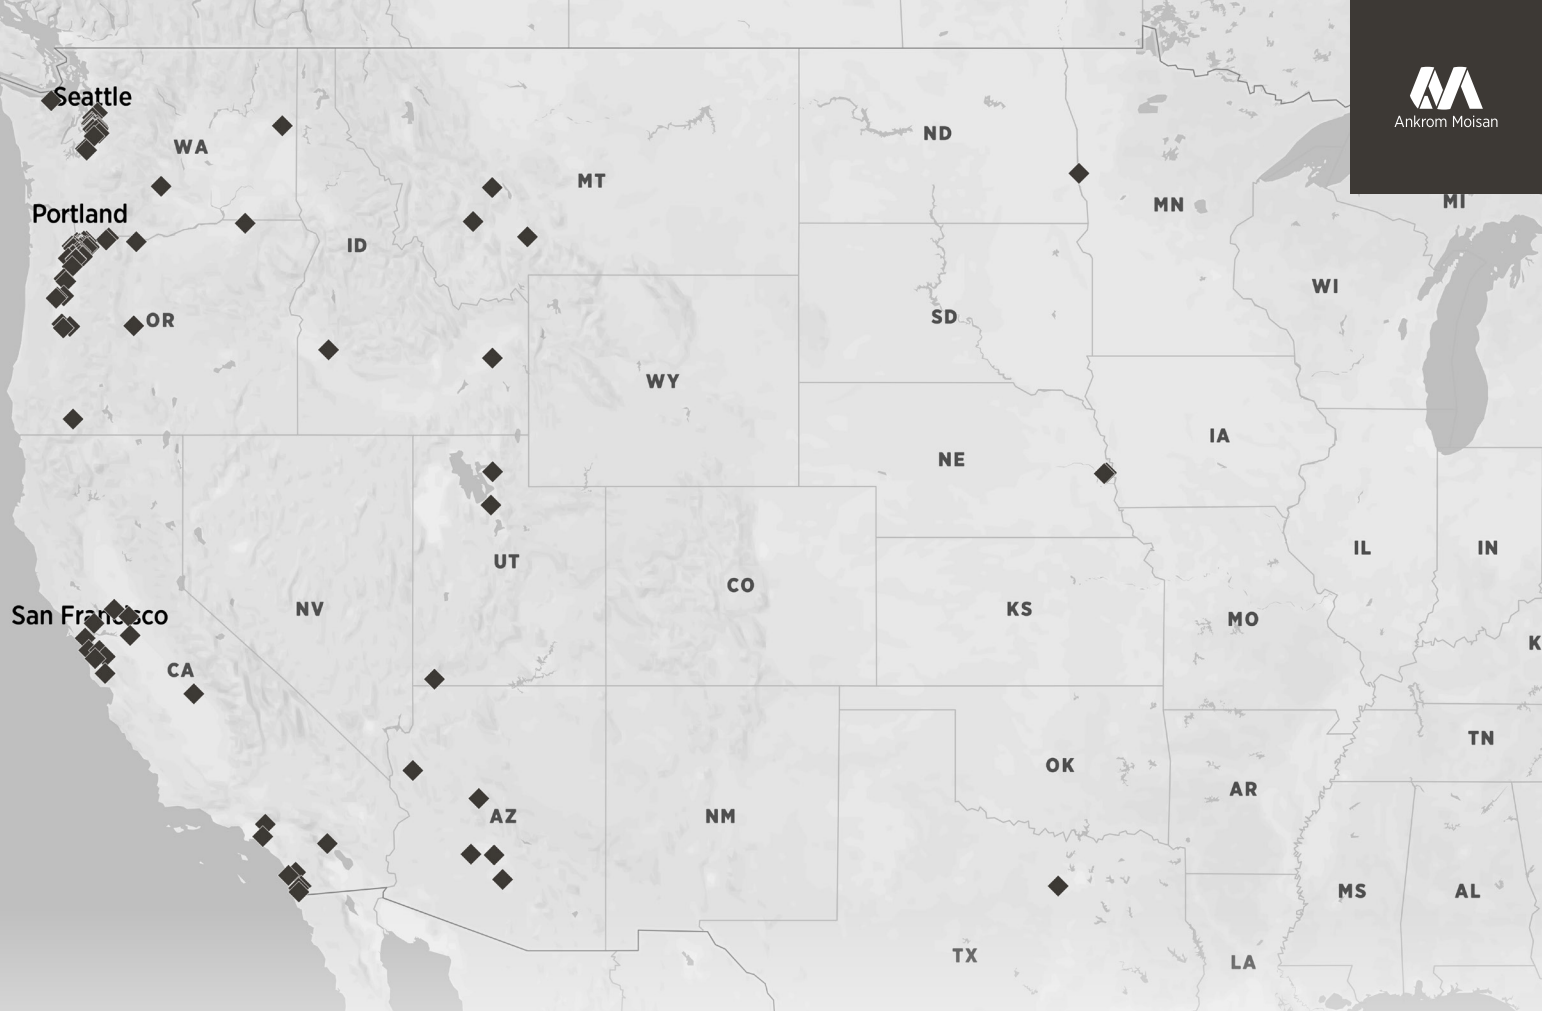 Ankrom Moisan
Seattle
WA
ND
MT
MN
MI
Portland
ID
WI
OR
SD
WY
IA
NE
UT
IL
IN
CO
San Francisco
NV
KS
MO
K
CA
TN
OK
AR
AZ
NM
MS
AL
TX
LA